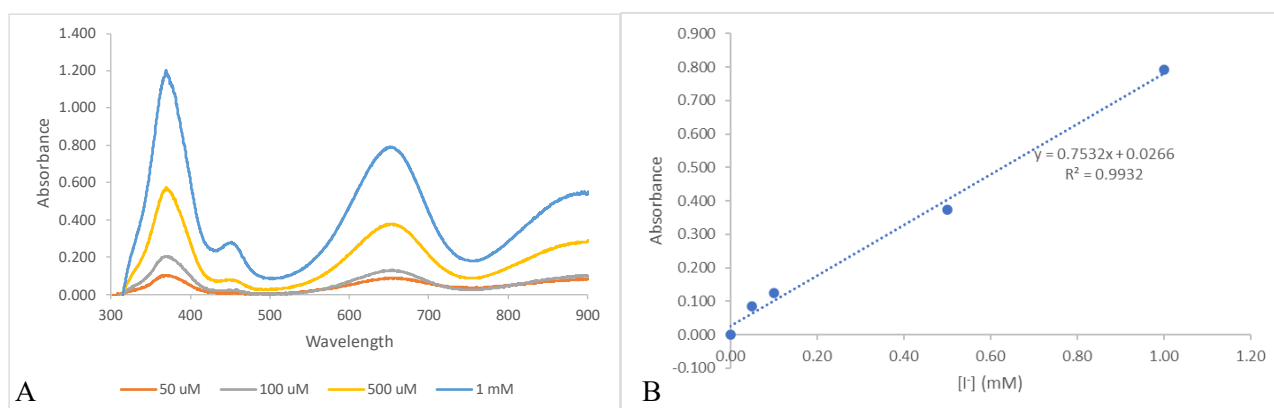 1.400
1.200
1.000
0.800
0.600
0.400
0.200
0.000
Absorbance
300 400 500 600 700 800 900
Wavelength
50 uM 100 uM 500 uM 1 mM
A
0.900
0.800
0.700
0.600
0.500
0.400
0.300
0.200
0.100
0.000
-0.100
Absorbance
y = 0.7532x + 0.0266
R² = 0.9932
0.00 0.20 0.40 0.60 0.80 1.00 1.20
[I⁻] (mM)
B